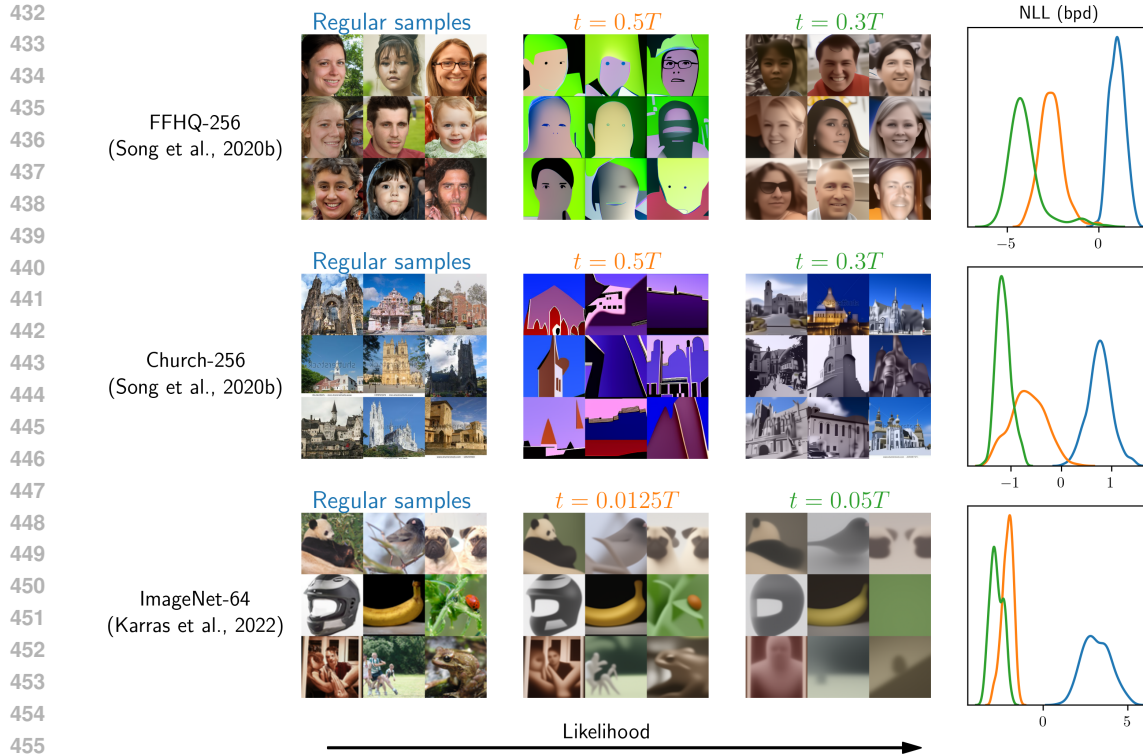 432
433
434
435
436
437
438
439
440
441
442
443
444
445
446
447
448
449
450
451
452
453
454
455
Regular samples
t = 0.5T
t = 0.3T
NLL (bpd)
FFHQ-256
(Song et al., 2020b)
−5
0
Regular samples
t = 0.5T
t = 0.3T
Church-256
(Song et al., 2020b)
−1
0
1
Regular samples
t = 0.0125T
t = 0.05T
ImageNet-64
(Karras et al., 2022)
0
5
Likelihood